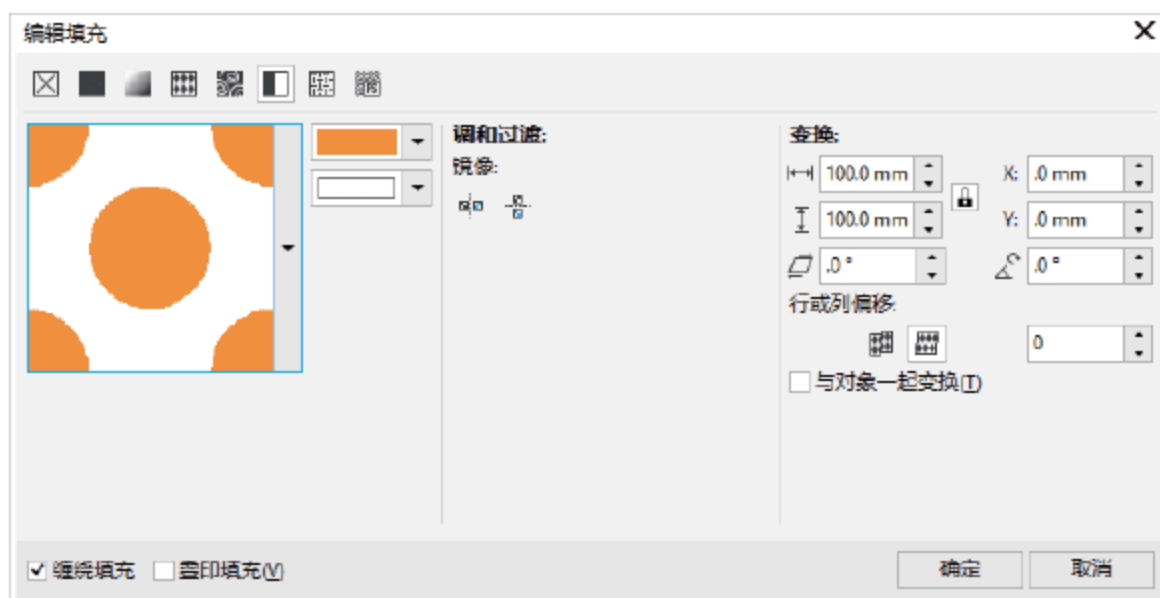 编辑填充
调和过渡:
变换:
镜像:
100.0 mm
X: .0 mm
100.0 mm
Y: .0 mm
.0 °
.0 °
行或列偏移:
0
与对象一起变换(T)
缠绕填充
叠印填充(V)
确定
取消